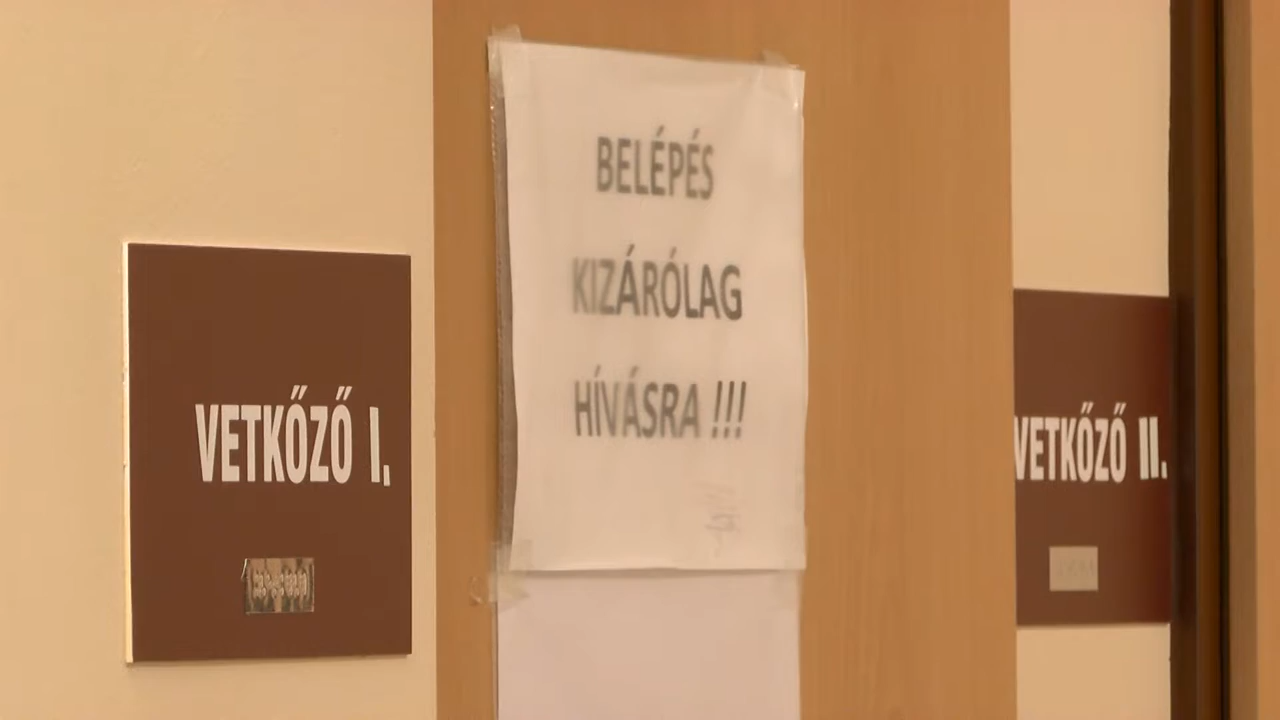 VETKŐZŐ I.
BELÉPÉS
KIZÁRÓLAG
HÍVÁSRA !!!
VETKŐZŐ II.